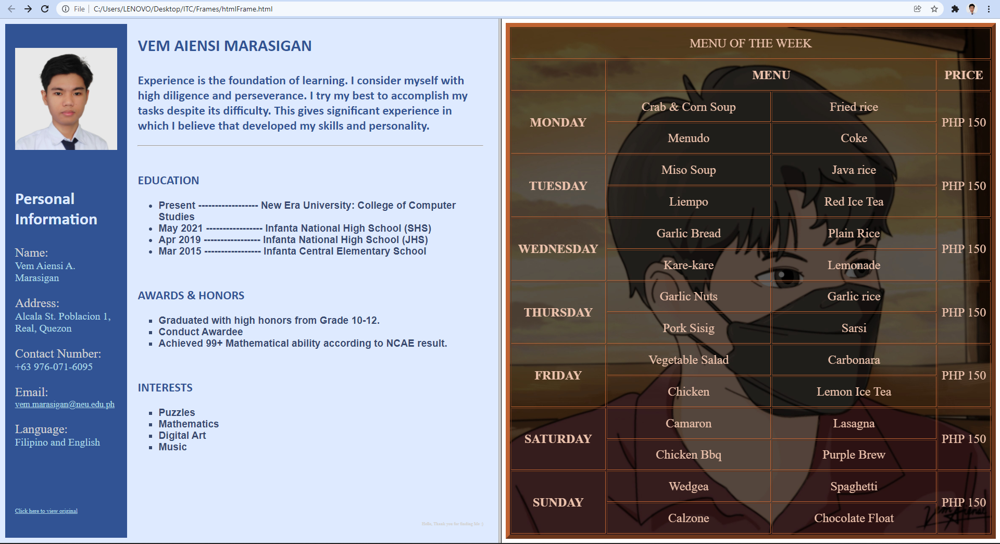 File
C:/Users/LENOVO/Desktop/ITC/Frames/htmlFrame.html
Personal
Information
Name:
Vem Aiensi A.
Marasigan
Address:
Alcala St. Poblacion 1,
Real, Quezon
Contact Number:
+63 976-071-6095
Email:
vem.marasigan@neu.edu.ph
Language:
Filipino and English
Click here to view original
VEM AIENSI MARASIGAN
Experience is the foundation of learning. I consider myself with
high diligence and perseverance. I try my best to accomplish my
tasks despite its difficulty. This gives significant experience in
which I believe that developed my skills and personality.
EDUCATION
Present ------------------ New Era University: College of Computer
Studies
May 2021 ----------------- Infanta National High School (SHS)
Apr 2019 ----------------- Infanta National High School (JHS)
Mar 2015 ----------------- Infanta Central Elementary School
AWARDS & HONORS
Graduated with high honors from Grade 10-12.
Conduct Awardee
Achieved 99+ Mathematical ability according to NCAE result.
INTERESTS
Puzzles
Mathematics
Digital Art
Music
Hello, Thank you for finding Me :)
MENU OF THE WEEK
MENU PRICE
MONDAY
Crab & Corn Soup Fried rice
Menudo Coke
PHP 150
TUESDAY
Miso Soup Java rice
Liempo Red Ice Tea
PHP 150
WEDNESDAY
Garlic Bread Plain Rice
Kare-kare Lemonade
PHP 150
THURSDAY
Garlic Nuts Garlic rice
Pork Sisig Sarsi
PHP 150
FRIDAY
Vegetable Salad Carbonara
Chicken Lemon Ice Tea
PHP 150
SATURDAY
Camaron Lasagna
Chicken Bbq Purple Brew
PHP 150
SUNDAY
Wedgea Spaghetti
Calzone Chocolate Float
PHP 150